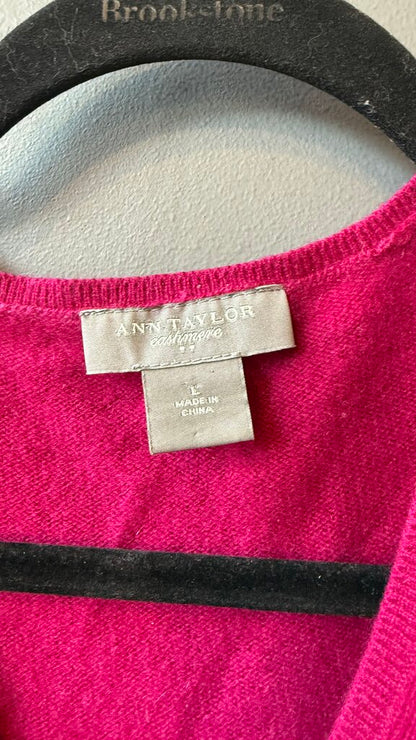 Brookstone
ANN TAYLOR
cashmere
L
MADE IN
CHINA